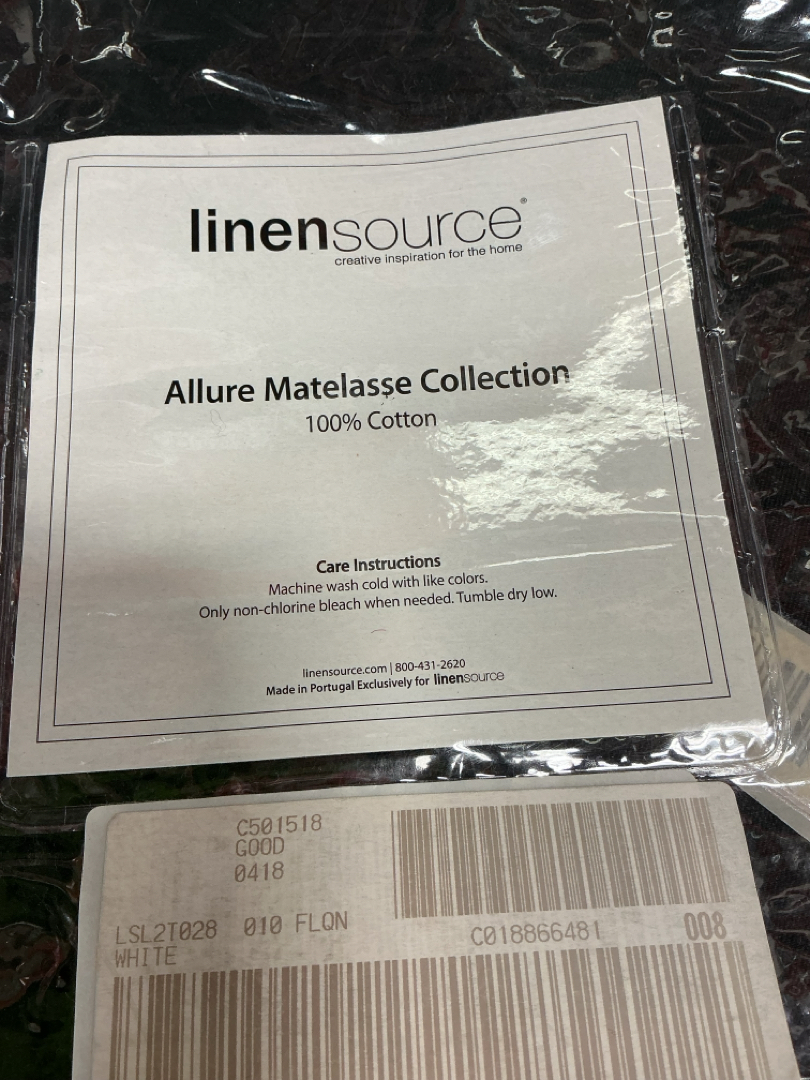 linensource®
creative inspiration for the home
Allure Matelasse Collection
100% Cotton
Care Instructions
Machine wash cold with like colors.
Only non-chlorine bleach when needed. Tumble dry low.
linensource.com | 800-431-2620
Made in Portugal Exclusively for linensource
C501518
GOOD
0418
LSL2T028 010 FLQN
WHITE
C018866481 008